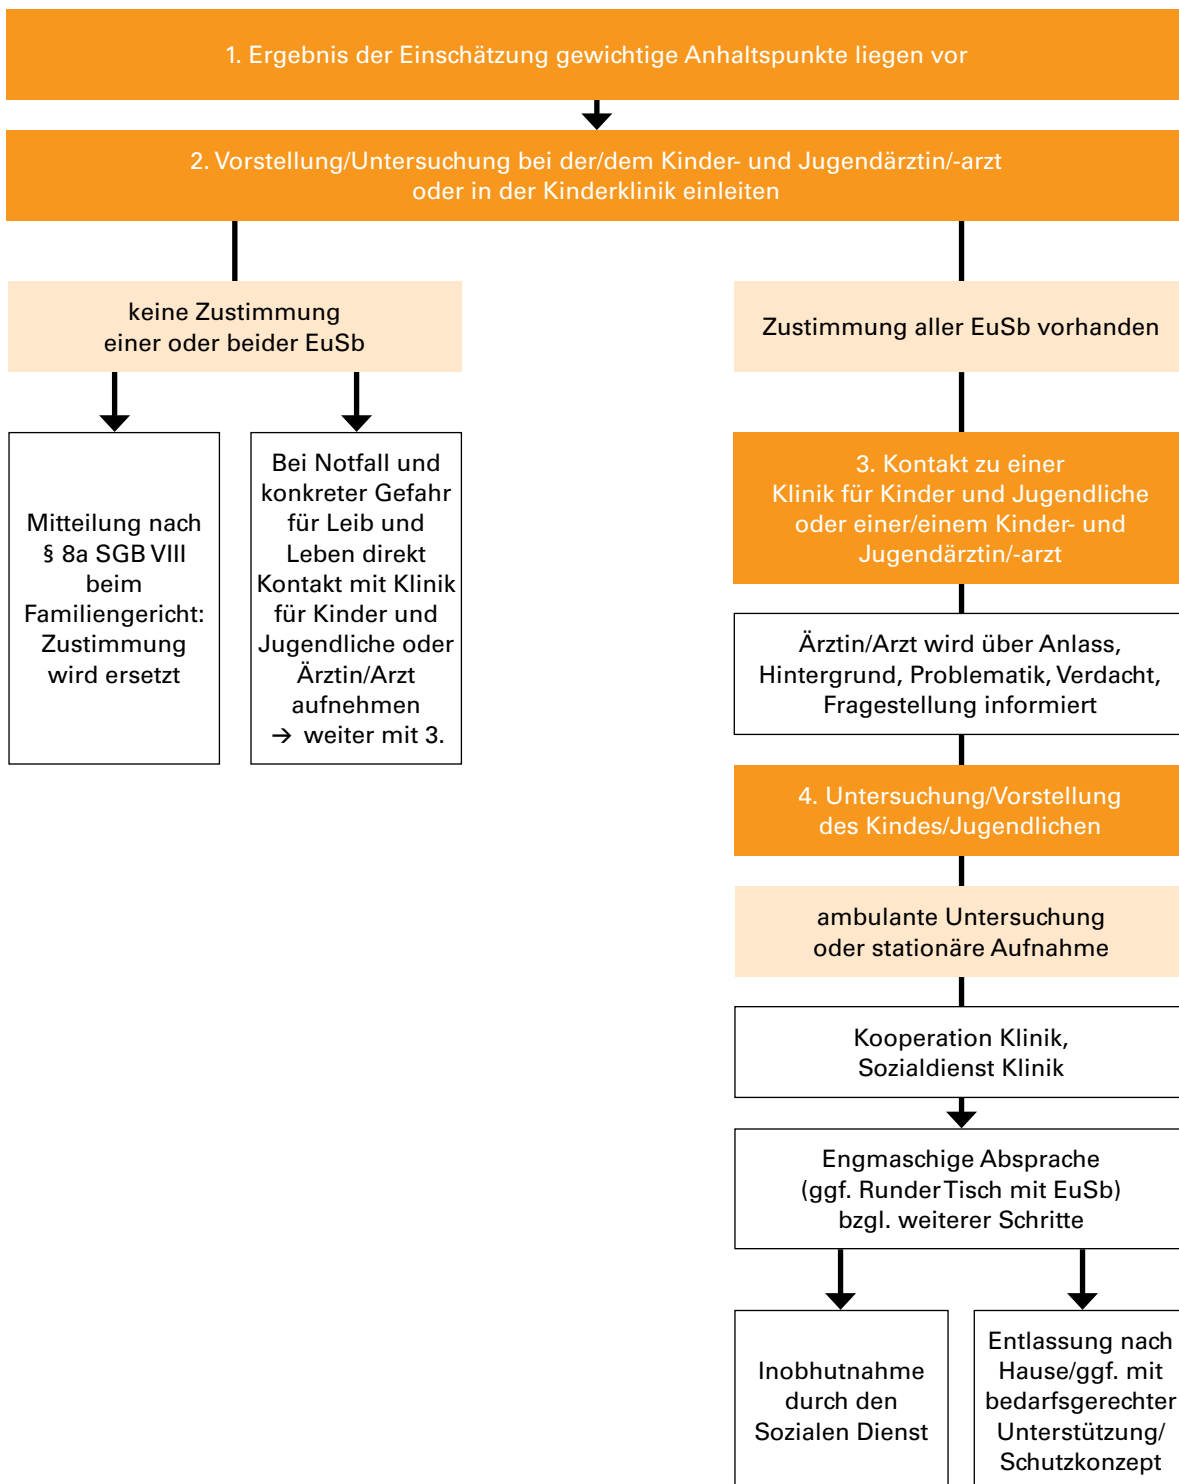 1. Ergebnis der Einschätzung gewichtige Anhaltspunkte liegen vor
2. Vorstellung/Untersuchung bei der/dem Kinder- und Jugendärztin/-arzt
oder in der Kinderklinik einleiten
keine Zustimmung
einer oder beider EuSb
Mitteilung nach
§ 8a SGB VIII
beim
Familiengericht:
Zustimmung
wird ersetzt
Bei Notfall und
konkreter Gefahr
für Leib und
Leben direkt
Kontakt mit Klinik
für Kinder und
Jugendliche oder
Ärztin/Arzt
aufnehmen
→ weiter mit 3.
Zustimmung aller EuSb vorhanden
3. Kontakt zu einer
Klinik für Kinder und Jugendliche
oder einer/einem Kinder- und
Jugendärztin/-arzt
Ärztin/Arzt wird über Anlass,
Hintergrund, Problematik, Verdacht,
Fragestellung informiert
4. Untersuchung/Vorstellung
des Kindes/Jugendlichen
ambulante Untersuchung
oder stationäre Aufnahme
Kooperation Klinik,
Sozialdienst Klinik
Engmaschige Absprache
(ggf. Runder Tisch mit EuSb)
bzgl. weiterer Schritte
Inobhutnahme
durch den
Sozialen Dienst
Entlassung nach
Hause/ggf. mit
bedarfsgerechter
Unterstützung/
Schutzkonzept